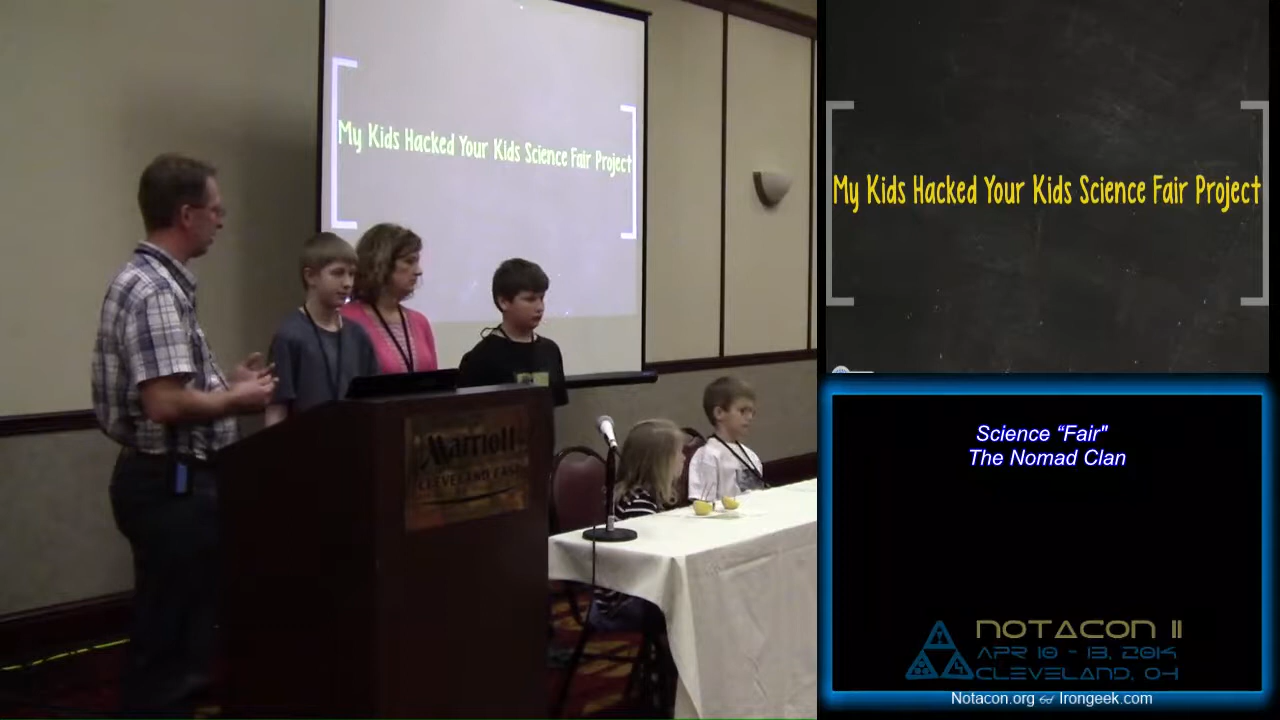 My Kids Hacked Your Kids Science Fair Project
My Kids Hacked Your Kids Science Fair Project
Marriott
CLEVELAND EAST
Science “Fair"
The Nomad Clan
NOTACON 11
APR 10 - 13, 2014
CLEVELAND, OH
Notacon.org Irongeek.com